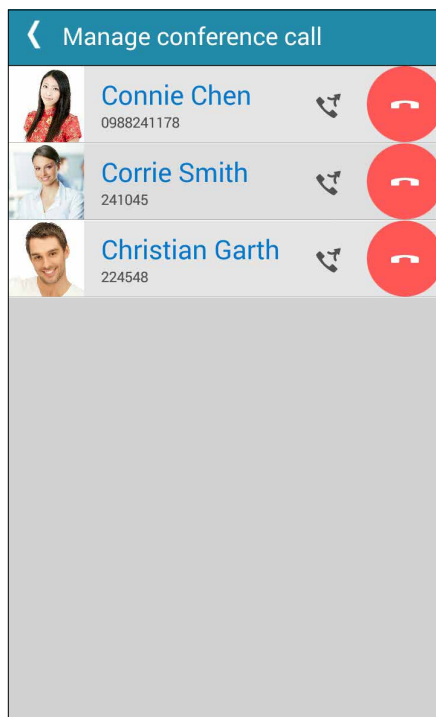 Manage conference call
Connie Chen
0988241178
Corrie Smith
241045
Christian Garth
224548